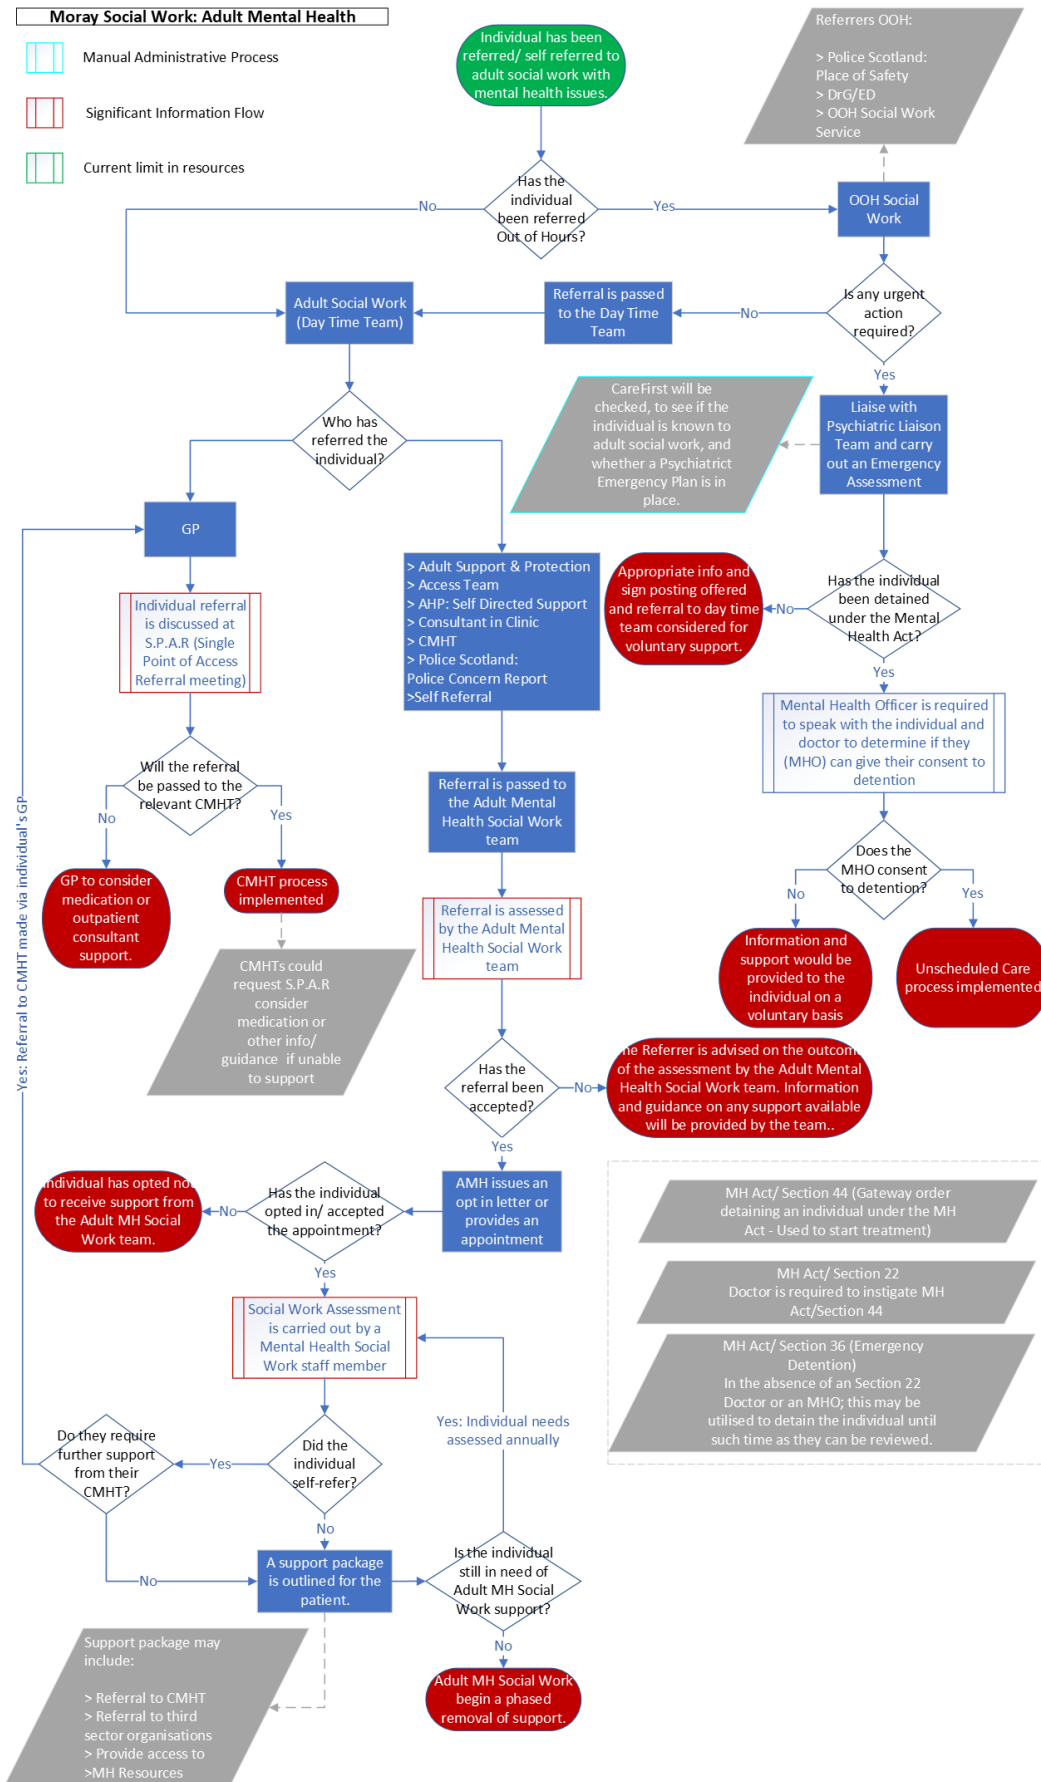 Moray Social Work: Adult Mental Health
Manual Administrative Process
Significant Information Flow
Current limit in resources
Individual has been
referred/ self referred to
adult social work with
mental health issues.
Referrers OOH:
> Police Scotland:
Place of Safety
> DrG/ED
> OOH Social Work
Service
Has the
individual
been referred
Out of Hours?
No
Yes
OOH Social
Work
Is any urgent
action
required?
No
Yes
Referral is passed
to the Day Time
Team
Adult Social Work
(Day Time Team)
Who has
referred the
individual?
CareFirst will be
checked, to see if the
individual is known to
adult social work, and
whether a Psychiatrict
Emergency Plan is in
place.
Liaise with
Psychiatric Liaison
Team and carry
out an Emergency
Assessment
GP
> Adult Support & Protection
> Access Team
> AHP: Self Directed Support
> Consultant in Clinic
> CMHT
> Police Scotland:
Police Concern Report
>Self Referral
Appropriate info and
sign posting offered
and referral to day time
team considered for
voluntary support.
No
Has the individual
been detained
under the Mental
Health Act?
Yes
Individual referral
is discussed at
S.P.A.R (Single
Point of Access
Referral meeting)
Mental Health Officer is required
to speak with the individual and
doctor to determine if they
(MHO) can give their consent to
detention
Will the referral
be passed to the
relevant CMHT?
No
Yes
Referral is passed to
the Adult Mental
Health Social Work
team
Does the
MHO consent
to detention?
No
Yes
GP to consider
medication or
outpatient
consultant
support.
CMHT process
implemented
Referral is assessed
by the Adult Mental
Health Social Work
team
Information and
support would be
provided to the
individual on a
voluntary basis
Unscheduled Care
process implemented
CMHTs could
request S.P.A.R
consider
medication or
other info/
guidance if unable
to support
Has the
referral been
accepted?
No
Yes
he Referrer is advised on the outcom
of the assessment by the Adult Mental
Health Social Work team. Information
and guidance on any support available
will be provided by the team..
Yes: Referral to CMHT made via individual's GP
Individual has opted not
to receive support from
the Adult MH Social
Work team.
No
Has the individual
opted in/ accepted
the appointment?
Yes
AMH issues an
opt in letter or
provides an
appointment
MH Act/ Section 44 (Gateway order
detaining an individual under the MH
Act - Used to start treatment)
MH Act/ Section 22
Doctor is required to instigate MH
Act/Section 44
MH Act/ Section 36 (Emergency
Detention)
In the absence of an Section 22
Doctor or an MHO; this may be
utilised to detain the individual until
such time as they can be reviewed.
Social Work Assessment
is carried out by a
Mental Health Social
Work staff member
Yes: Individual needs
assessed annually
Do they require
further support
from their
CMHT?
Yes
Did the
individual
self-refer?
No
No
A support package
is outlined for the
patient.
Is the individual
still in need of
Adult MH Social
Work support?
No
Adult MH Social Work
begin a phased
removal of support.
Support package may
include:
> Referral to CMHT
> Referral to third
sector organisations
> Provide access to
>MH Resources